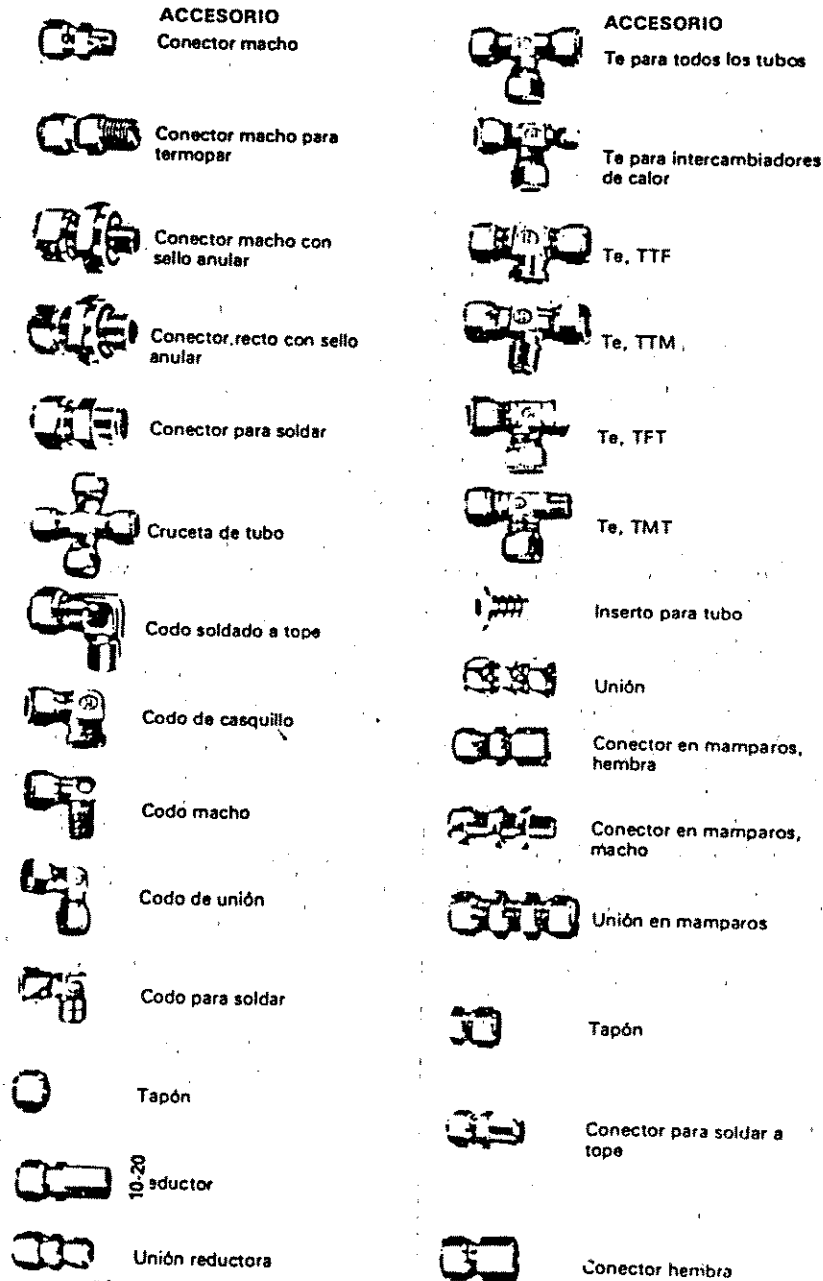 ACCESORIO
Conector macho
Conector macho para
termopar
Conector macho con
sello anular
Conector recto con sello
anular
Conector para soldar
Cruceta de tubo
Codo soldado a tope
Codo de casquillo
Codo macho
Codo de unión
Codo para soldar
Tapón
10-20
eductor
Unión reductora
ACCESORIO
Te para todos los tubos
Te para intercambiadores
de calor
Te, TTF
Te, TTM
Te, TFT
Te, TMT
Inserto para tubo
Unión
Conector en mamparos,
hembra
Conector en mamparos,
macho
Unión en mamparos
Tapón
Conector para soldar a
tope
Conector hembra